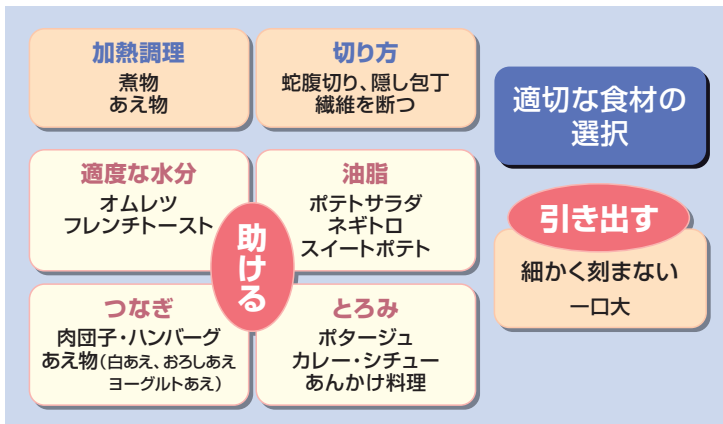 加熱調理
煮物
あえ物
切り方
蛇腹切り、隠し包丁
繊維を断つ
適切な食材の
選択
適度な水分
オムレツ
フレンチトースト
油脂
ポテトサラダ
ネギトロ
スイートポテト
助ける
引き出す
細かく刻まない
一口大
つなぎ
肉団子・ハンバーグ
あえ物(白あえ、おろしあえ
ヨーグルトあえ)
とろみ
ポタージュ
カレー・シチュー
あんかけ料理